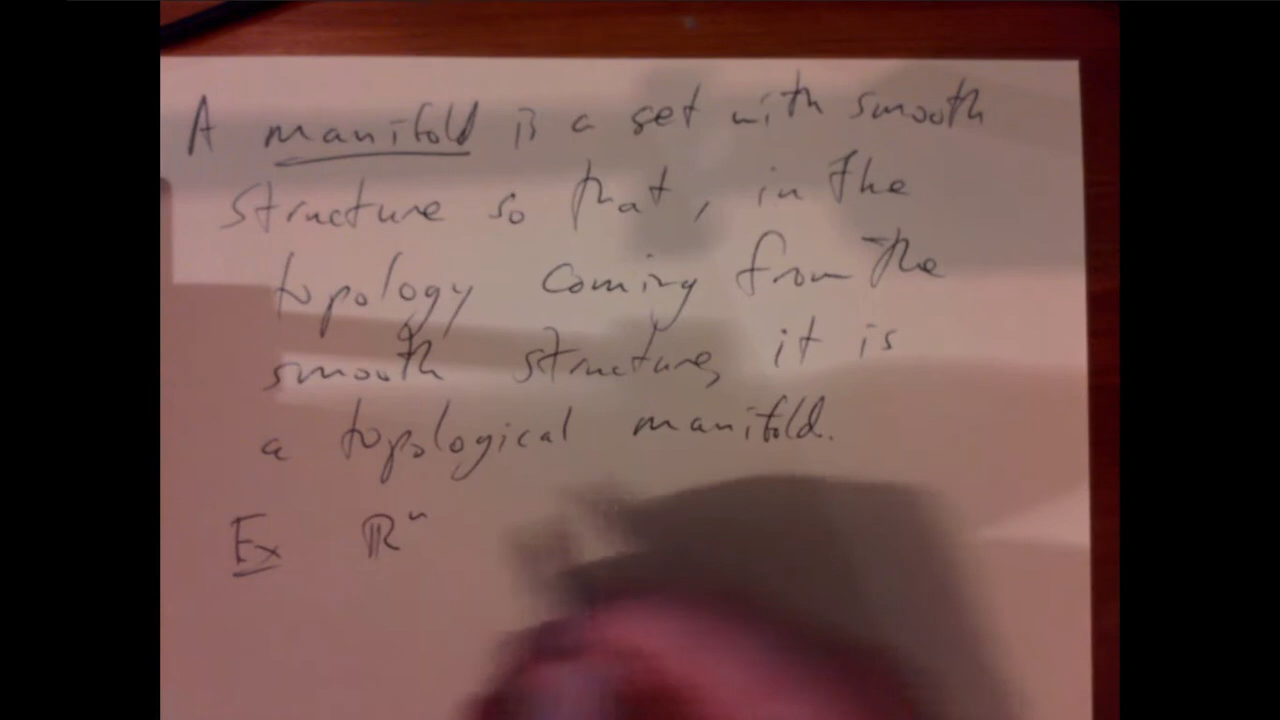 A manifold is a set with smooth
structure so that, in the
topology coming from the
smooth structure, it is
a topological manifold.
Ex ℝⁿ